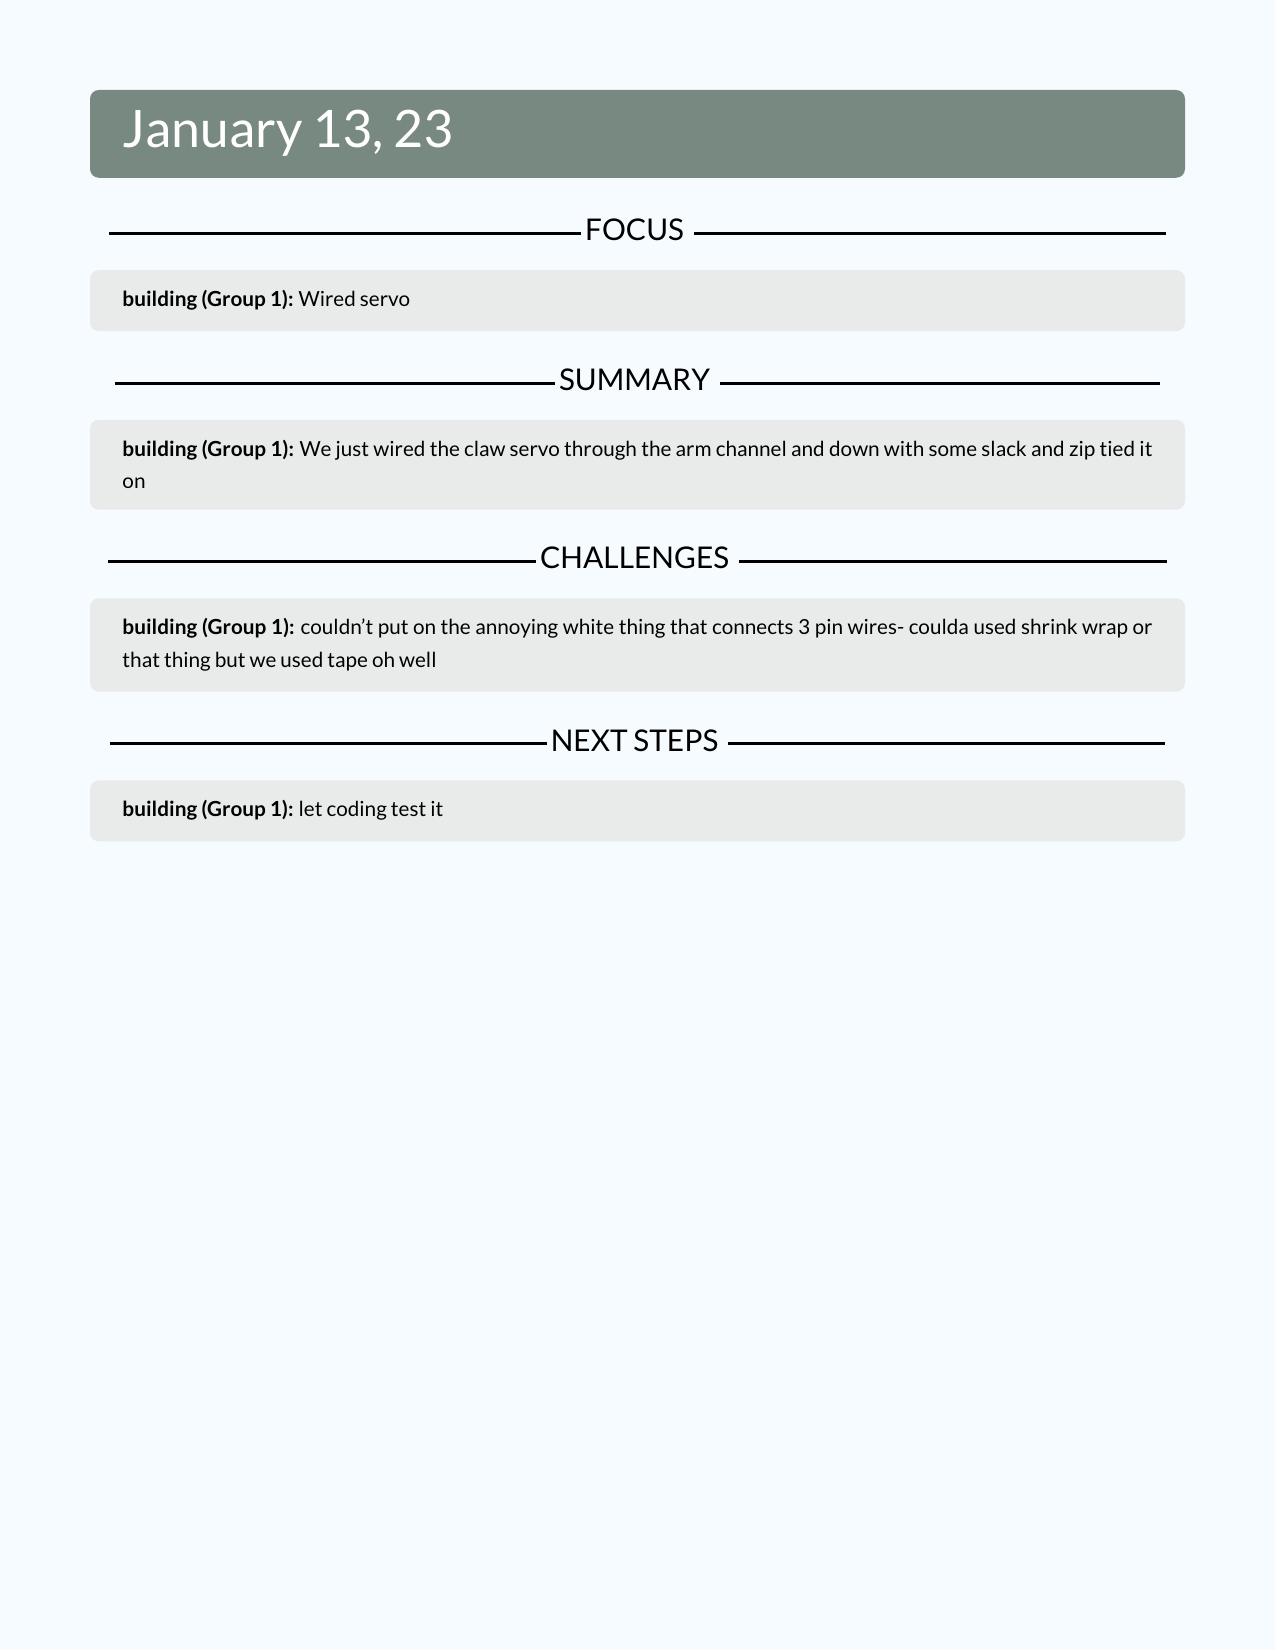 January 13, 23
FOCUS
building (Group 1): Wired servo
SUMMARY
building (Group 1): We just wired the claw servo through the arm channel and down with some slack and zip tied it
on
CHALLENGES
building (Group 1): couldn’t put on the annoying white thing that connects 3 pin wires- coulda used shrink wrap or
that thing but we used tape oh well
NEXT STEPS
building (Group 1): let coding test it